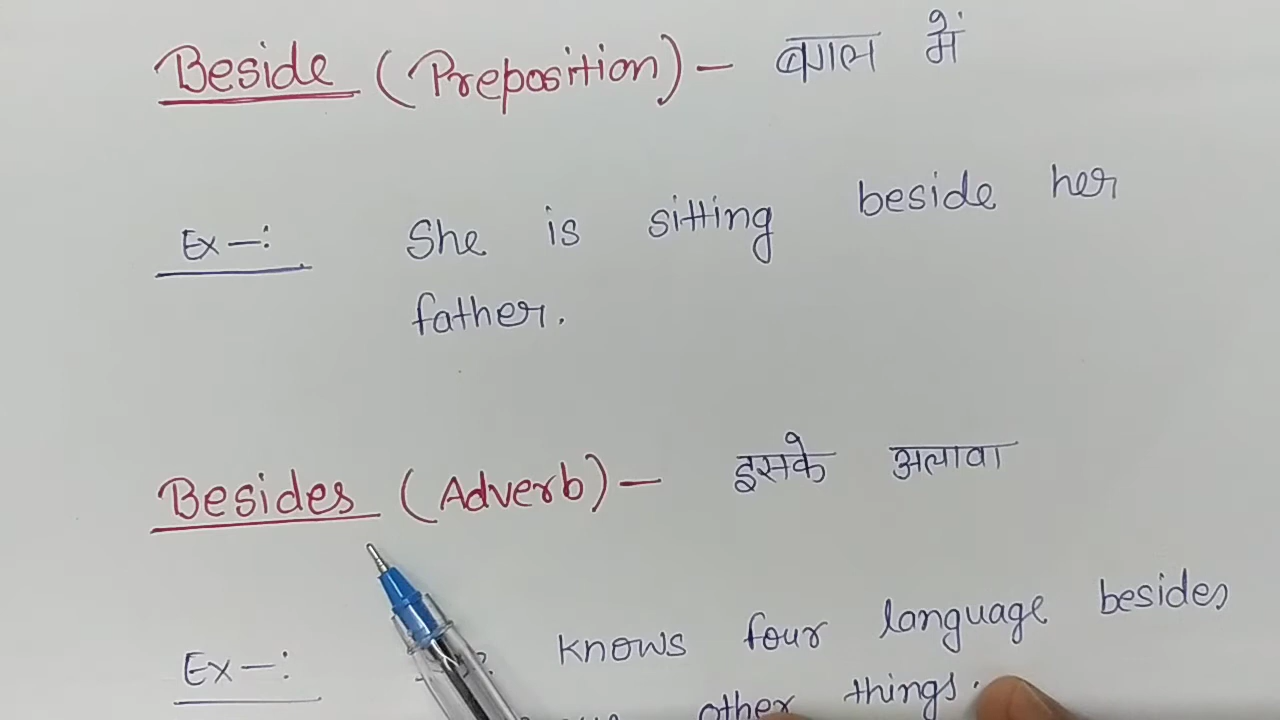 Beside (Preposition) - बगल में
Ex-: She is sitting beside her
father.
Besides (Adverb) - इसके अलावा
Ex-: knows four language besides
other things.